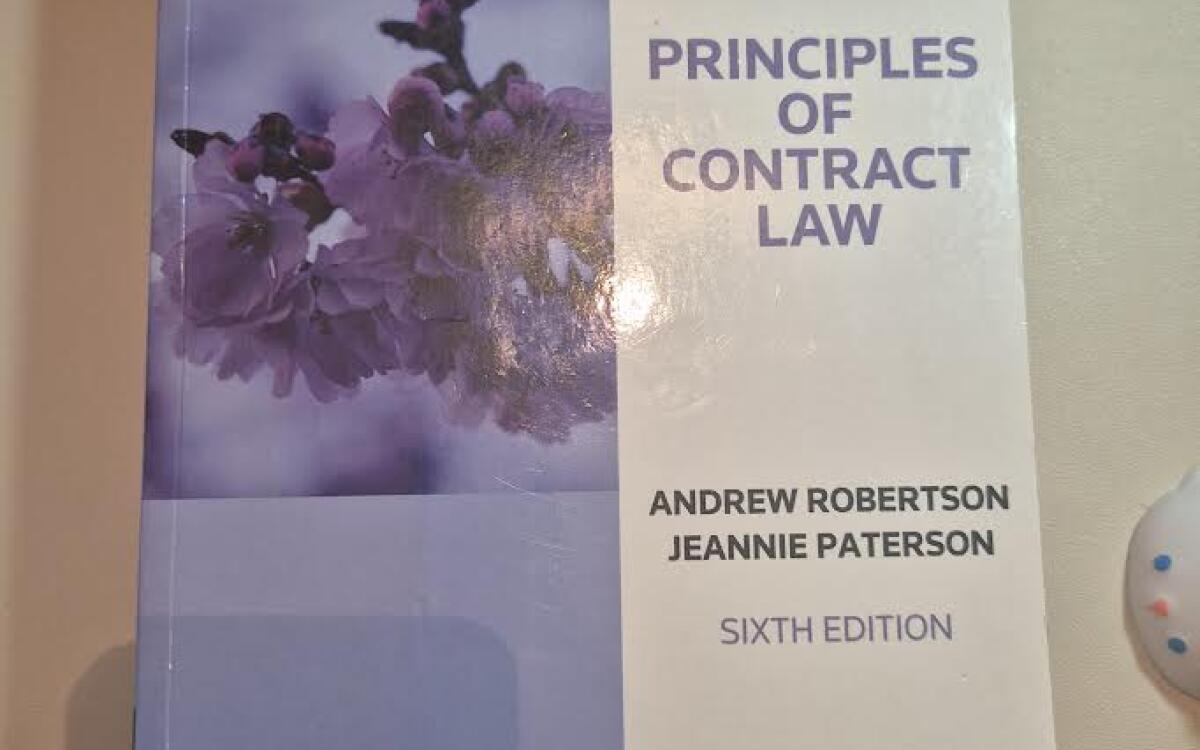 PRINCIPLES
OF
CONTRACT
LAW
ANDREW ROBERTSON
JEANNIE PATERSON
SIXTH EDITION